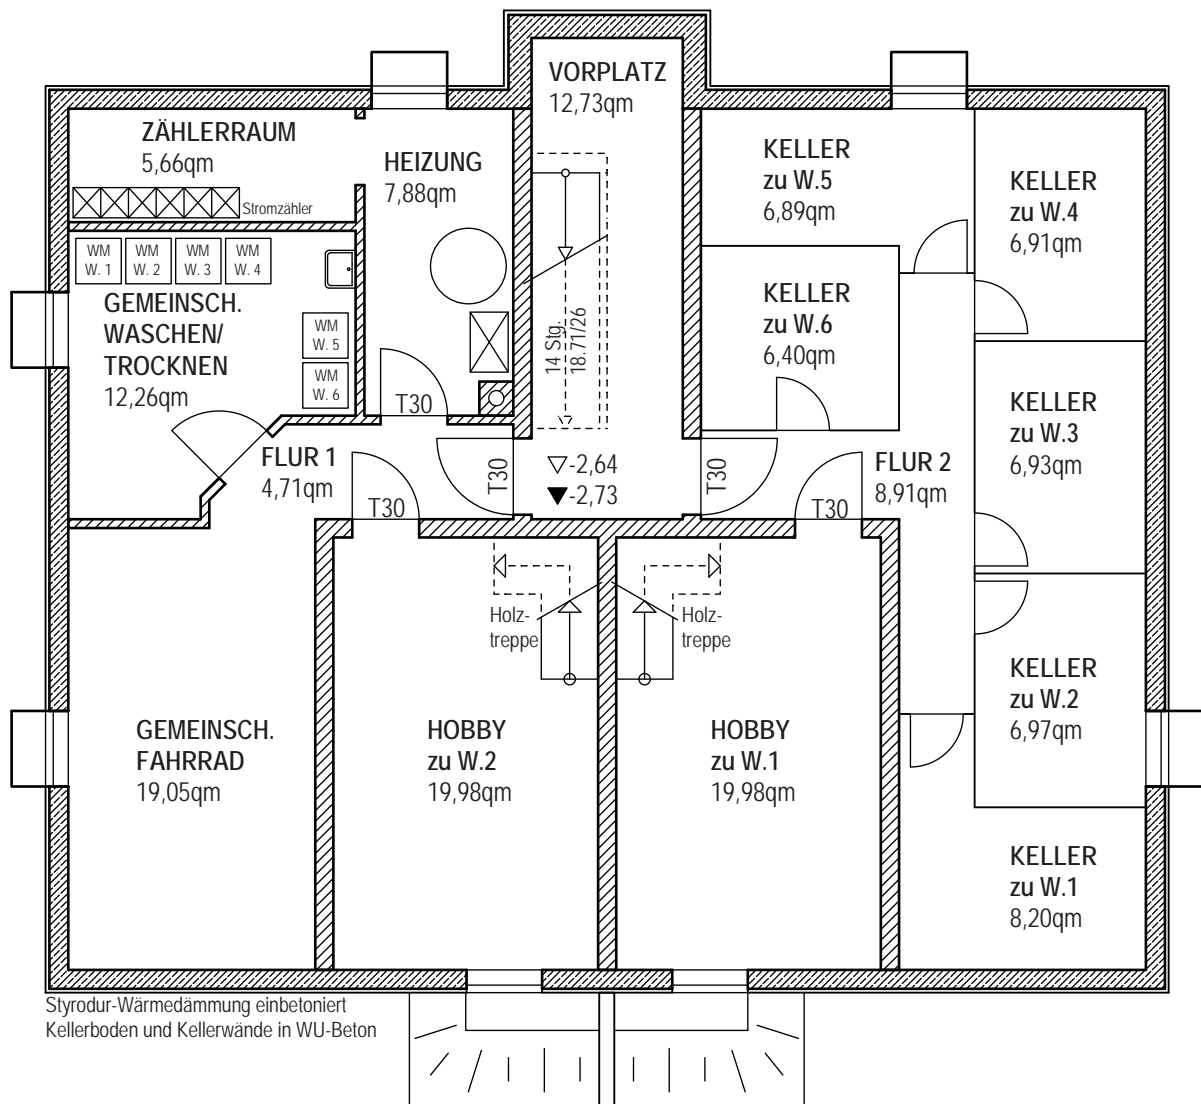 VORPLATZ
12,73qm
ZÄHLERRAUM
5,66qm
Stromzähler
HEIZUNG
7,88qm
KELLER
zu W.5
6,89qm
KELLER
zu W.4
6,91qm
WM
W. 1
WM
W. 2
WM
W. 3
WM
W. 4
GEMEINSCH.
WASCHEN/
TROCKNEN
12,26qm
WM
W. 5
WM
W. 6
14 Stg.
18.71/26
KELLER
zu W.6
6,40qm
KELLER
zu W.3
6,93qm
T30
FLUR 1
4,71qm
T30
T30
-2,64
-2,73
T30
FLUR 2
8,91qm
T30
Holz-
treppe
Holz-
treppe
KELLER
zu W.2
6,97qm
GEMEINSCH.
FAHRRAD
19,05qm
HOBBY
zu W.2
19,98qm
HOBBY
zu W.1
19,98qm
KELLER
zu W.1
8,20qm
Styrodur-Wärmedämmung einbetoniert
Kellerboden und Kellerwände in WU-Beton